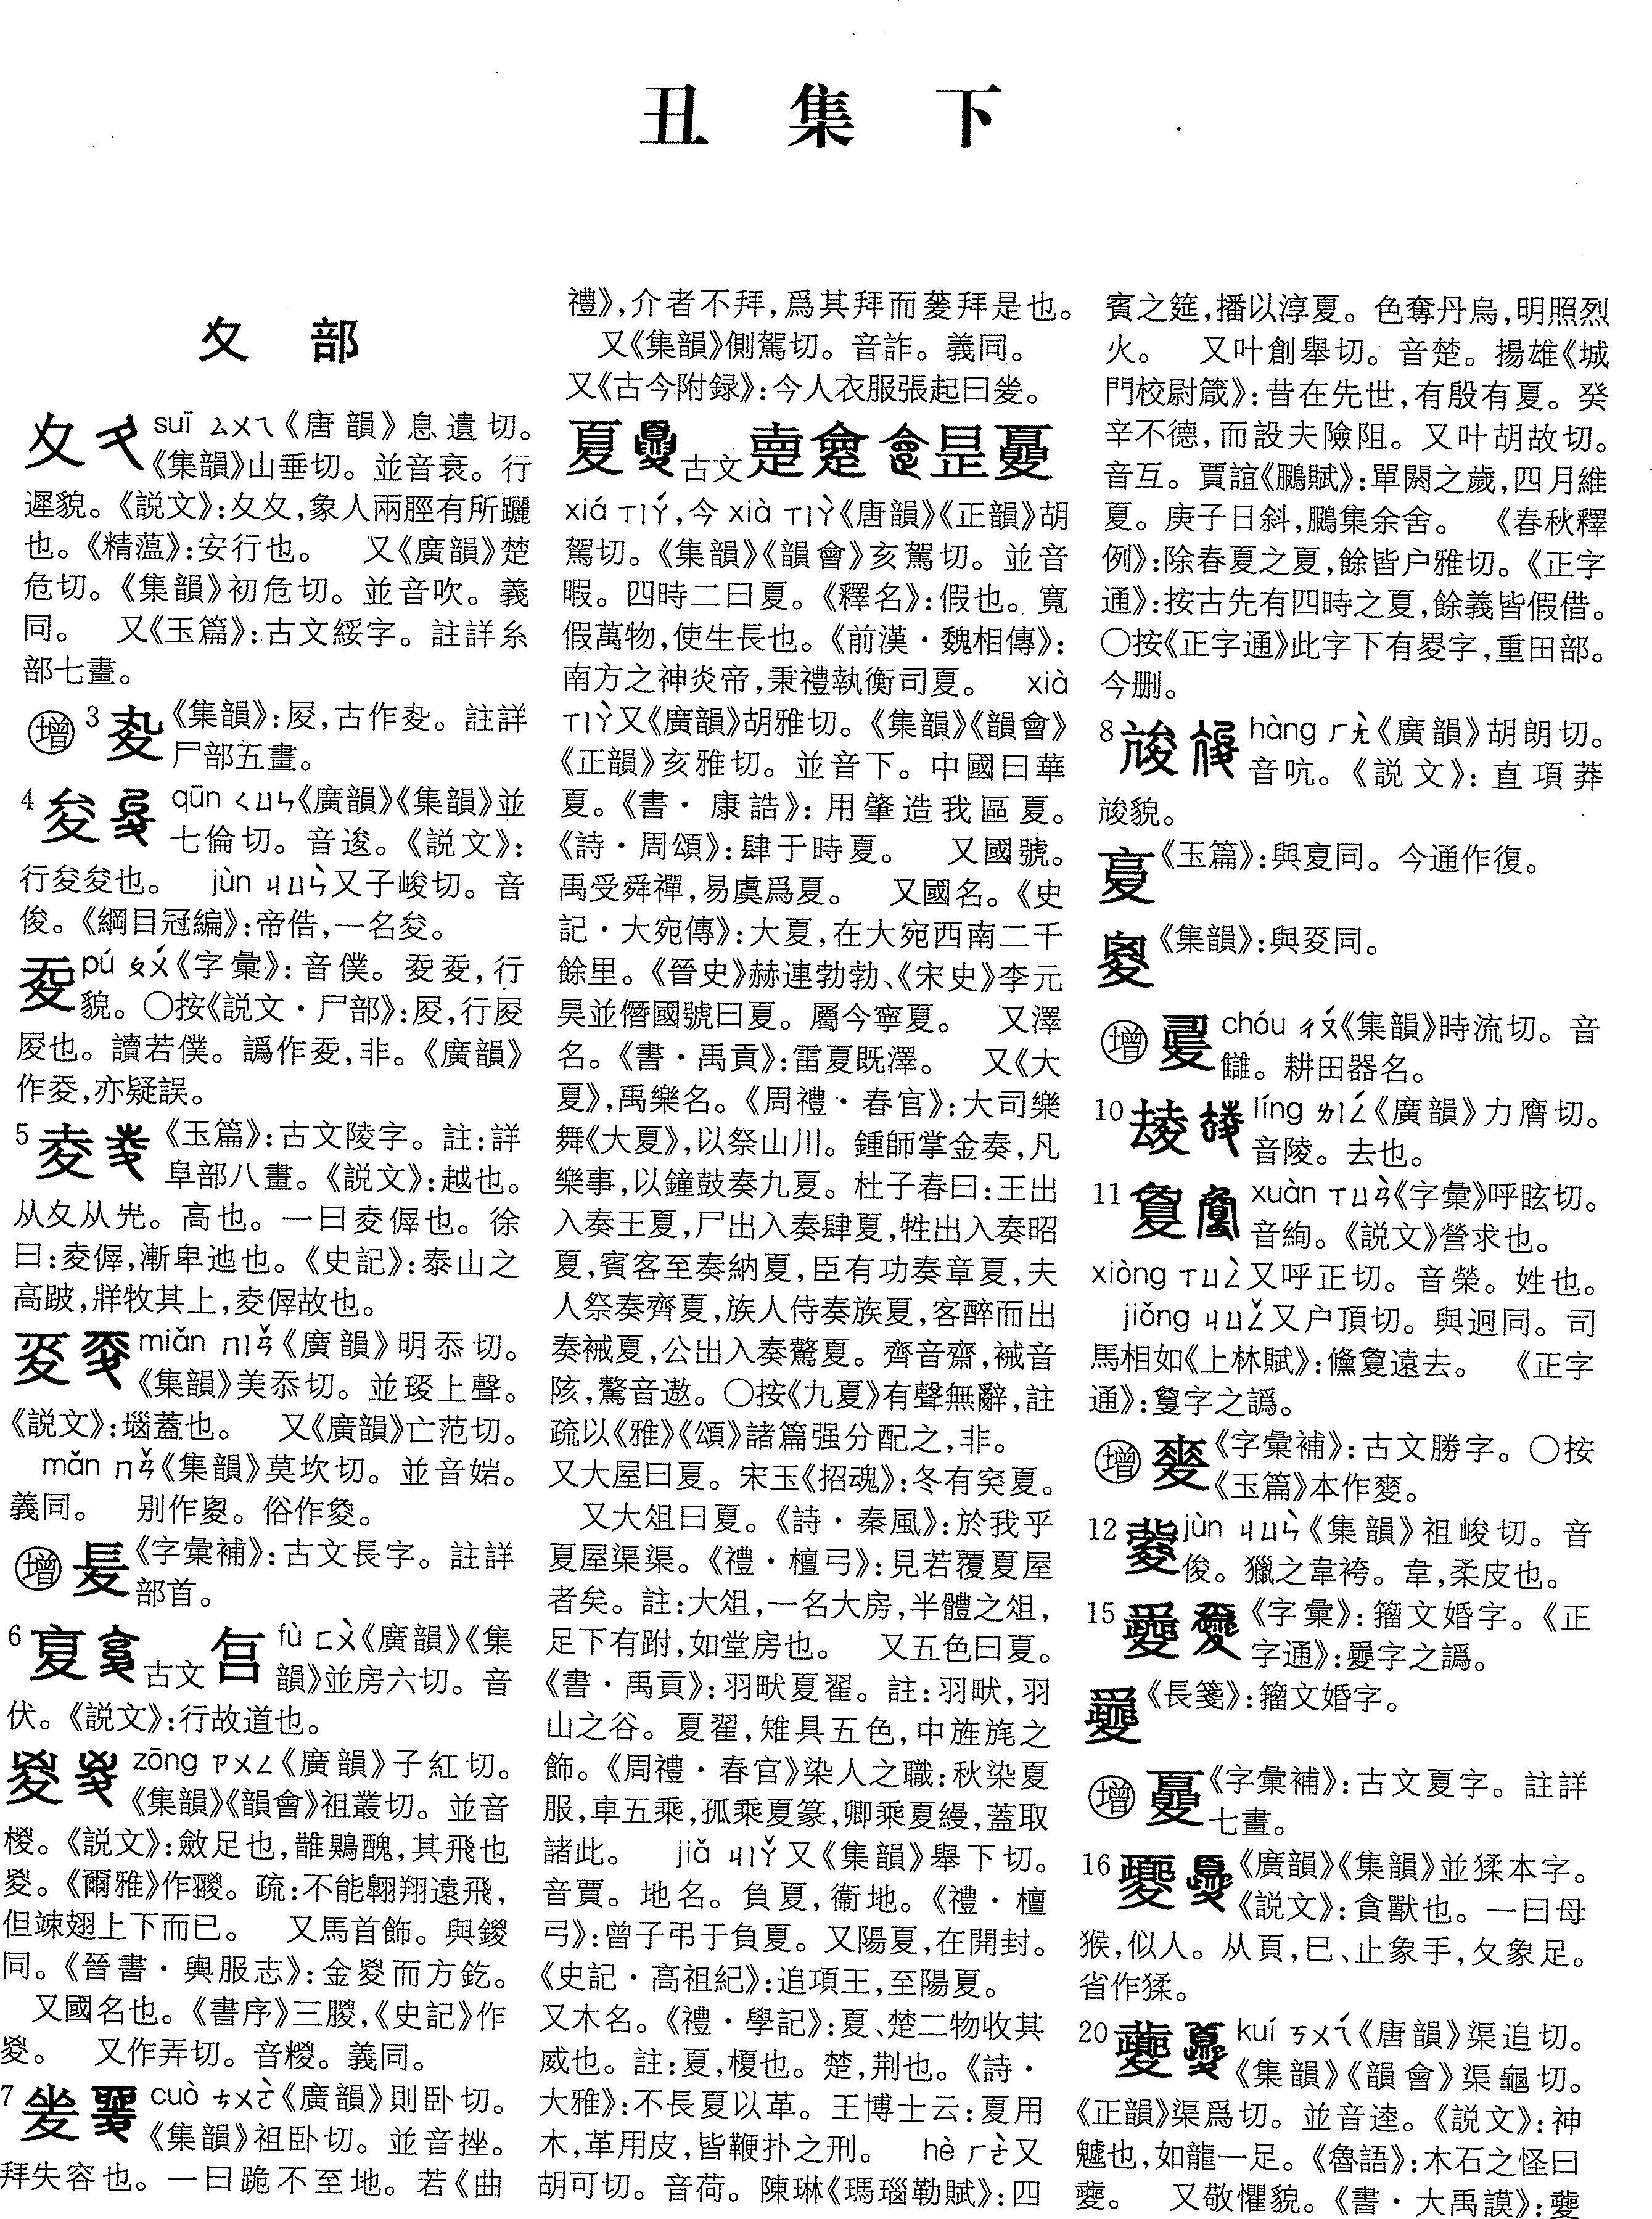 丑集下
夊部
夊 suī ㄙㄨㄟ《唐韻》息遺切。
《集韻》山垂切。並音衰。行
遲貌。《説文》:夊夊,象人兩脛有所躧
也。《精薀》:安行也。 又《廣韻》楚
危切。《集韻》初危切。並音吹。義
同。 又《玉篇》:古文綏字。註詳糸
部七畫。
增 3 《集韻》:𡱝,古作。註詳
尸部五畫。
4 夋 qūn ㄑㄩㄣ《廣韻》《集韻》並
七倫切。音逡。《説文》:
行夋夋也。 jùn ㄐㄩㄣˋ又子峻切。音
俊。《綱目冠編》:帝俈,一名夋。
pú ㄆㄨˊ《字彙》:音僕。,行
貌。〇按《説文·尸部》:,行
也。讀若僕。譌作,非。《廣韻》
作,亦疑誤。
5 夌 《玉篇》:古文陵字。註:詳
阜部八畫。《説文》:越也。
从夊从圥。高也。一曰夌㣯也。徐
曰:夌,漸卑迆也。《史記》:泰山之
高跛,牂牧其上,夌故也。
miǎn ㄇㄧㄢˇ《廣韻》明忝切。
《集韻》美忝切。並上聲。
《説文》:蓋也。 又《廣韻》亡范切。
mǎn ㄇㄢˇ《集韻》莫坎切。並音。
義同。 别作。俗作。
增 镸 《字彙補》:古文長字。註詳
部首。
6 㚆 古文 fù ㄈㄨˋ《廣韻》《集
韻》並房六切。音
伏。《説文》:行故道也。
夎 zōng ㄗㄨㄥ《廣韻》子紅切。
《集韻》《韻會》祖叢切。並音
椶。《説文》:斂足也,䧿鶪醜,其飛也
㚇。《爾雅》作翪。疏:不能翺翔遠飛,
但竦翅上下而已。 又馬首飾。與鍐
同。《晉書·輿服志》:金㚇而方釳。
又國名也。《書序》三朡,《史記》作
㚇。 又作弄切。音糉。義同。
7 夎 cuò ㄘㄨㄛˋ《廣韻》則卧切。
《集韻》祖卧切。並音挫。
拜失容也。一曰跪不至地。若《曲
禮》,介者不拜,爲其拜而蓌拜是也。
又《集韻》側駕切。音詐。義同。
又《古今附録》:今人衣服張起曰夎。
夏 古文
xiá ㄒㄧㄚˊ,今 xià ㄒㄧㄚˋ《唐韻》《正韻》胡
駕切。《集韻》《韻會》亥駕切。並音
暇。四時二曰夏。《釋名》:假也。寬
假萬物,使生長也。《前漢·魏相傳》:
南方之神炎帝,秉禮執衡司夏。 xià
ㄒㄧㄚˋ又《廣韻》胡雅切。《集韻》《韻會》
《正韻》亥雅切。並音下。中國曰華
夏。《書·康誥》:用肇造我區夏。
《詩·周頌》:肆于時夏。 又國號。
禹受舜禪,易虞爲夏。 又國名。《史
記·大宛傳》:大夏,在大宛西南二千
餘里。《晉史》赫連勃勃、《宋史》李元
昊並僭國號曰夏。屬今寧夏。 又澤
名。《書·禹貢》:雷夏既澤。 又《大
夏》,禹樂名。《周禮·春官》:大司樂
舞《大夏》,以祭山川。鍾師掌金奏,凡
樂事,以鐘鼓奏九夏。杜子春曰:王出
入奏王夏,尸出入奏肆夏,牲出入奏昭
夏,賓客至奏納夏,臣有功奏章夏,夫
人祭奏齊夏,族人侍奏族夏,客醉而出
奏祴夏,公出入奏驁夏。齊音齋,祴音
陔,驁音遨。〇按《九夏》有聲無辭,註
疏以《雅》《頌》諸篇强分配之,非。
又大屋曰夏。宋玉《招魂》:冬有穾夏。
又大俎曰夏。《詩·秦風》:於我乎
夏屋渠渠。《禮·檀弓》:見若覆夏屋
者矣。註:大俎,一名大房,半體之俎,
足下有跗,如堂房也。 又五色曰夏。
《書·禹貢》:羽畎夏翟。註:羽畎,羽
山之谷。夏翟,雉具五色,中旌旄之
飾。《周禮·春官》染人之職:秋染夏
服,車五乘,孤乘夏篆,卿乘夏縵,蓋取
諸此。 jiǎ ㄐㄧㄚˇ又《集韻》舉下切。
音賈。地名。負夏,衞地。《禮·檀
弓》:曾子弔于負夏。又陽夏,在開封。
《史記·高祖紀》:追項王,至陽夏。
又木名。《禮·學記》:夏、楚二物收其
威也。註:夏,榎也。楚,荆也。《詩·
大雅》:不長夏以革。王博士云:夏用
木,革用皮,皆鞭扑之刑。 hè ㄏㄜˋ又
胡可切。音荷。陳琳《瑪瑙勒賦》:四
賓之筵,播以淳夏。色奪丹烏,明照烈
火。 又叶創舉切。音楚。揚雄《城
門校尉箴》:昔在先世,有殷有夏。癸
辛不德,而設夫險阻。又叶胡故切。
音互。賈誼《鵩賦》:單閼之歲,四月維
夏。庚子日斜,鵩集余舍。 《春秋釋
例》:除春夏之夏,餘皆户雅切。《正字
通》:按古先有四時之夏,餘義皆假借。
〇按《正字通》此字下有畟字,重田部。
今删。
8 㚘 hàng ㄏㄤˋ《廣韻》胡朗切。
音吭。《説文》:直項莽
貌。
《玉篇》:與㚆同。今通作復。
《集韻》:與同。
增 chóu ㄔㄡˊ《集韻》時流切。音
讎。耕田器名。
10 líng ㄌㄧㄥˊ《廣韻》力膺切。
音陵。去也。
11 敻 xuàn ㄒㄩㄢˋ《字彙》呼眩切。
音絢。《説文》營求也。
xiòng ㄒㄩㄥˋ又呼正切。音榮。姓也。
jiǒng ㄐㄩㄥˇ又户頂切。與迥同。司
馬相如《上林賦》:儵敻遠去。 《正字
通》:字之譌。
增 《字彙補》:古文勝字。〇按
《玉篇》本作。
12 jùn ㄐㄩㄣˋ《集韻》祖峻切。音
俊。獵之韋袴。韋,柔皮也。
15 《字彙》:籀文婚字。《正
字通》:字之譌。
《長箋》:籀文婚字。
增 《字彙補》:古文夏字。註詳
七畫。
16 夒 《廣韻》《集韻》並猱本字。
《説文》:貪獸也。一曰母
猴,似人。从頁,巳、止象手,夊象足。
省作猱。
20 夔 kuí ㄎㄨㄟˊ《唐韻》渠追切。
《集韻》《韻會》渠龜切。
《正韻》渠爲切。並音逵。《説文》:神
魖也,如龍一足。《魯語》:木石之怪曰
夔。 又敬懼貌。《書·大禹謨》:夔